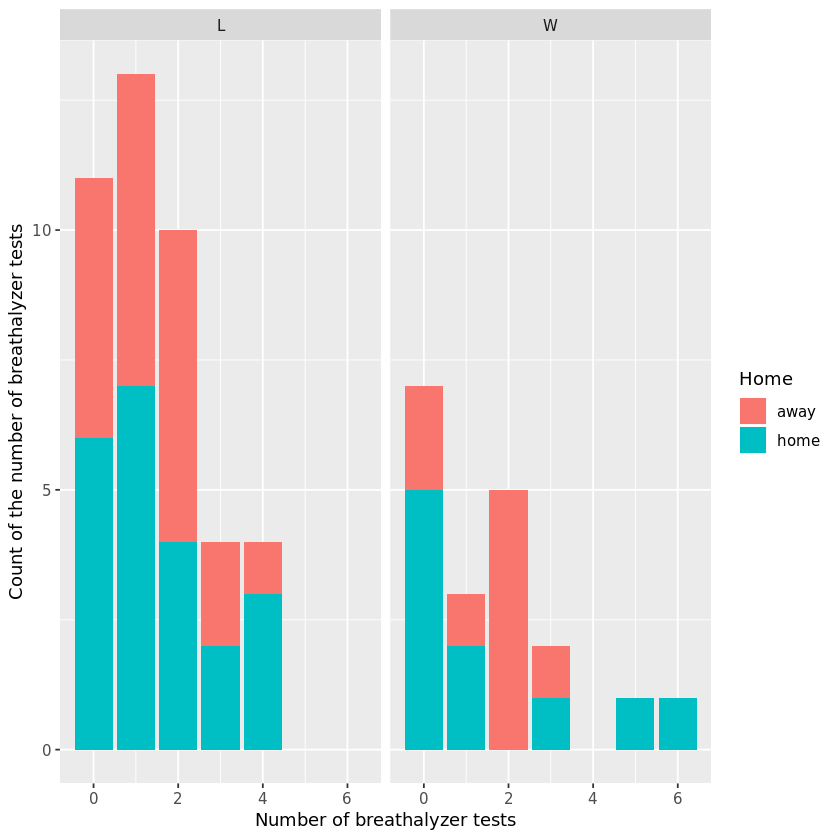 L
W
Count of the number of breathalyzer tests
10
5
0
0 2 4 6
0 2 4 6
Number of breathalyzer tests
Home
away
home